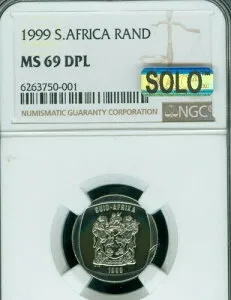 1999 S.AFRICA RAND
MS 69 DPL
6263750-001
SOLO
NUMISMATIC GUARANTY CORPORATION
NGC
SUID-AFRIKA
1999